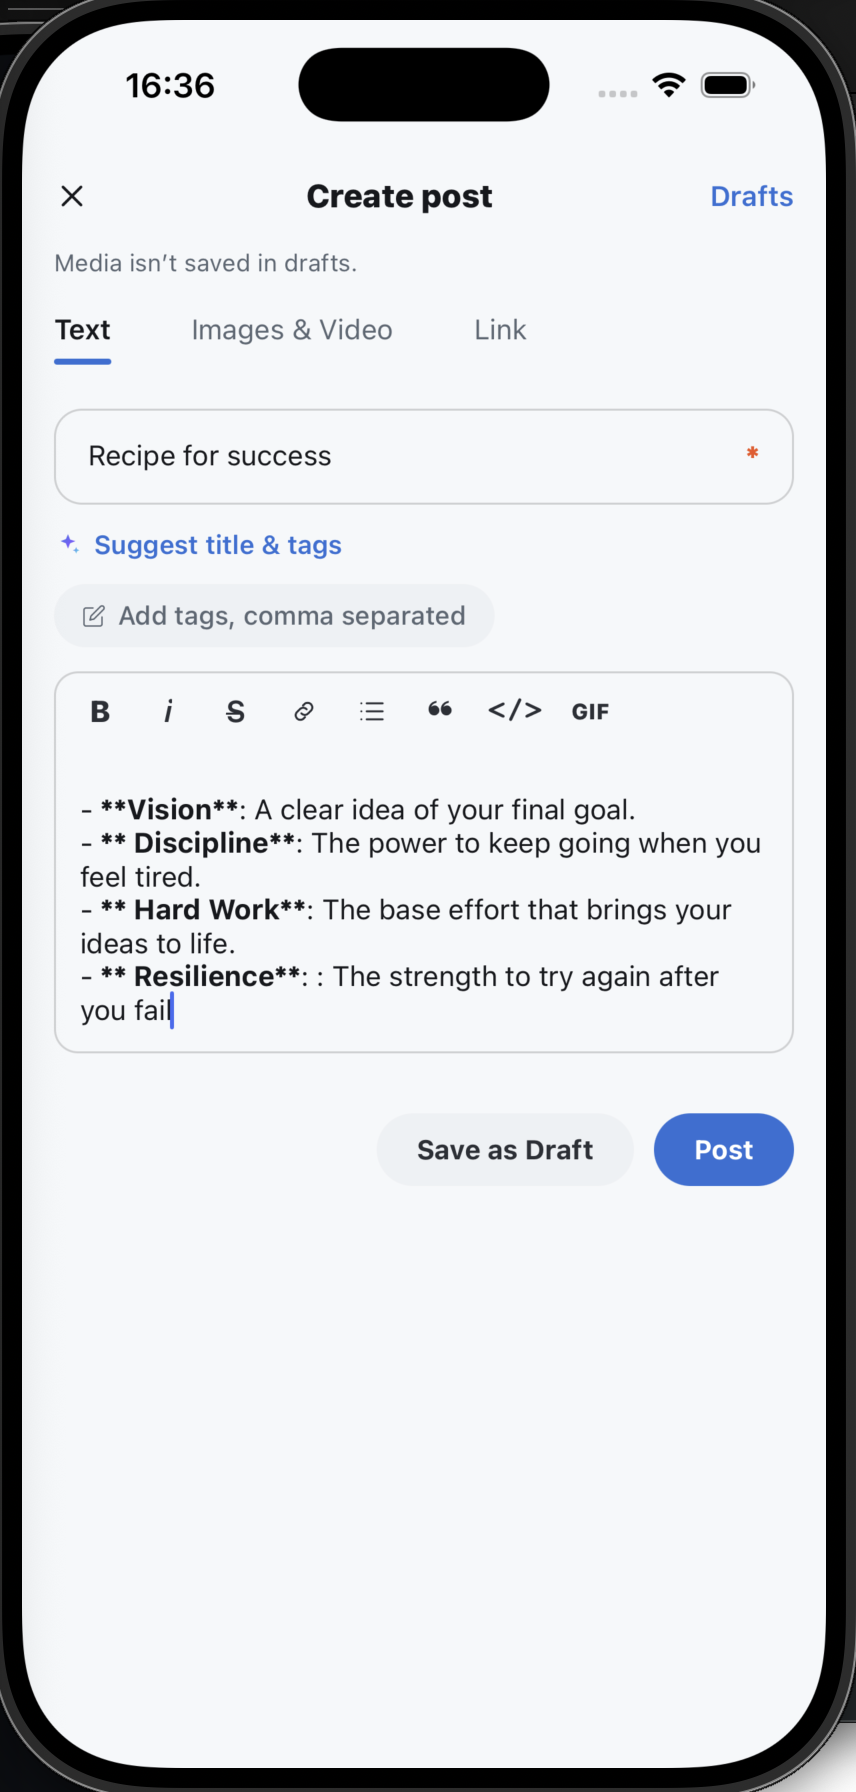 16:36
Create post
Drafts
Media isn’t saved in drafts.
Text
Images & Video
Link
Recipe for success *
Suggest title & tags
Add tags, comma separated
B i S </> GIF
- **Vision**: A clear idea of your final goal.
- ** Discipline**: The power to keep going when you
feel tired.
- ** Hard Work**: The base effort that brings your
ideas to life.
- ** Resilience**: : The strength to try again after
you fail
Save as Draft
Post